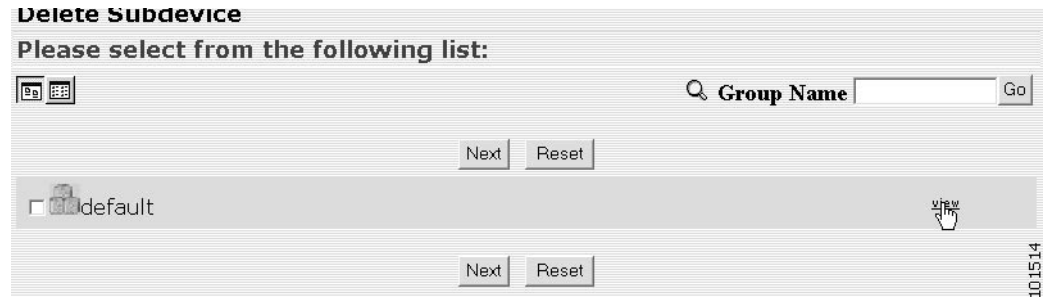 Delete Subdevice
Please select from the following list:
Group Name Go
Next Reset
default view
Next Reset
101514